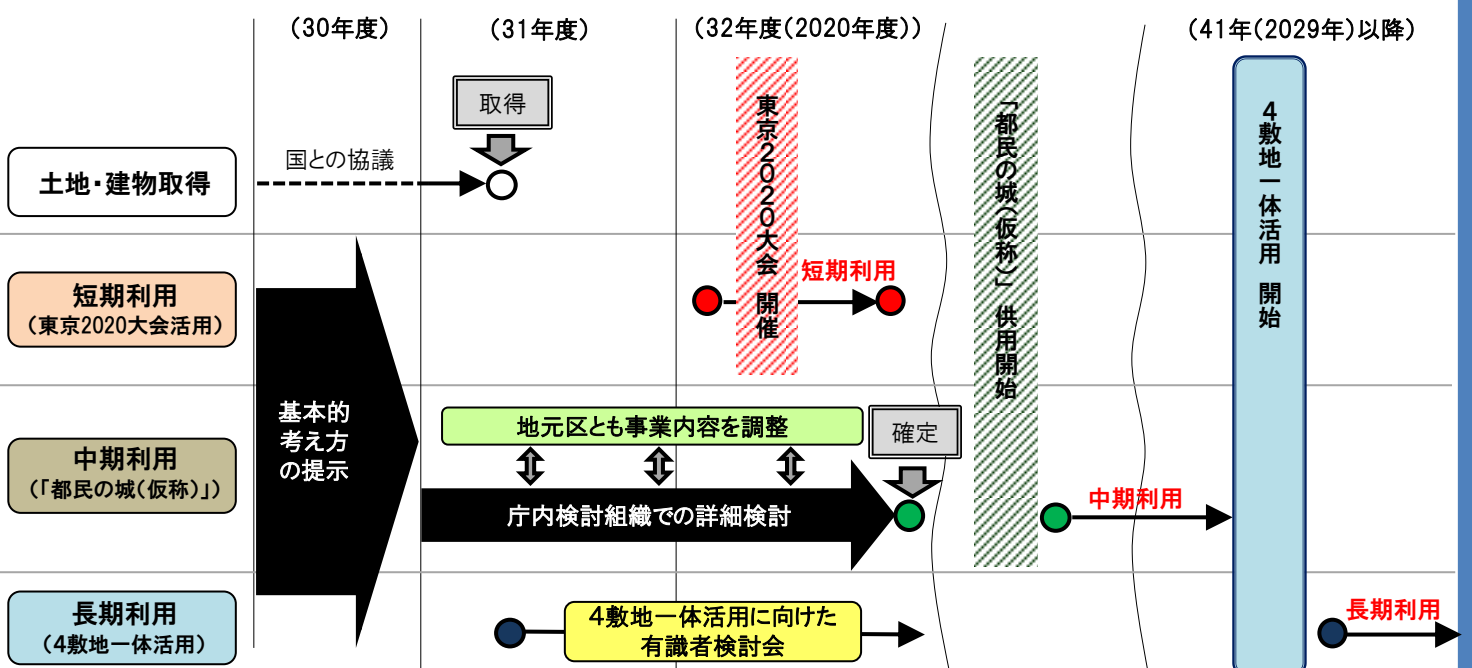 (30年度)
(31年度)
(32年度(2020年度))
(41年(2029年)以降)
取得
土地・建物取得
国との協議
東京2020大会 開催
「都民の城(仮称)」 供用開始
4敷地一体活用 開始
短期利用
(東京2020大会活用)
短期利用
基本的
考え方
の提示
中期利用
(「都民の城(仮称)」)
地元区とも事業内容を調整
確定
庁内検討組織での詳細検討
中期利用
長期利用
(4敷地一体活用)
4敷地一体活用に向けた
有識者検討会
長期利用